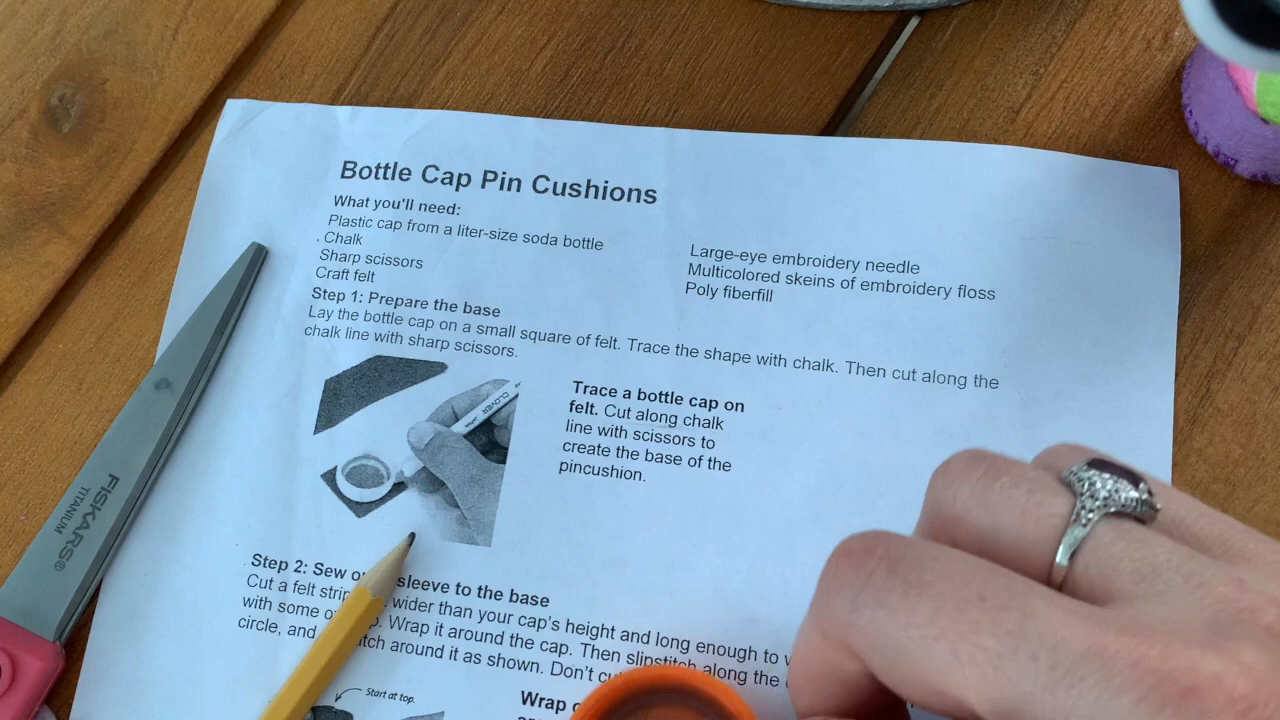 Bottle Cap Pin Cushions
What you'll need:
Plastic cap from a liter-size soda bottle
Chalk
Sharp scissors
Craft felt
Large-eye embroidery needle
Multicolored skeins of embroidery floss
Poly fiberfill
Step 1: Prepare the base
Lay the bottle cap on a small square of felt. Trace the shape with chalk. Then cut along the
chalk line with sharp scissors.
CLOVER JAPAN
Trace a bottle cap on
felt. Cut along chalk
line with scissors to
create the base of the
pincushion.
Step 2: Sew sleeve to the base
Cut a felt strip wider than your cap's height and long enough to
with some Wrap it around the cap. Then slipstitch along the
circle, and around it as shown. Don't
Start at top.
Wrap
FISKARS®
TITANIUM